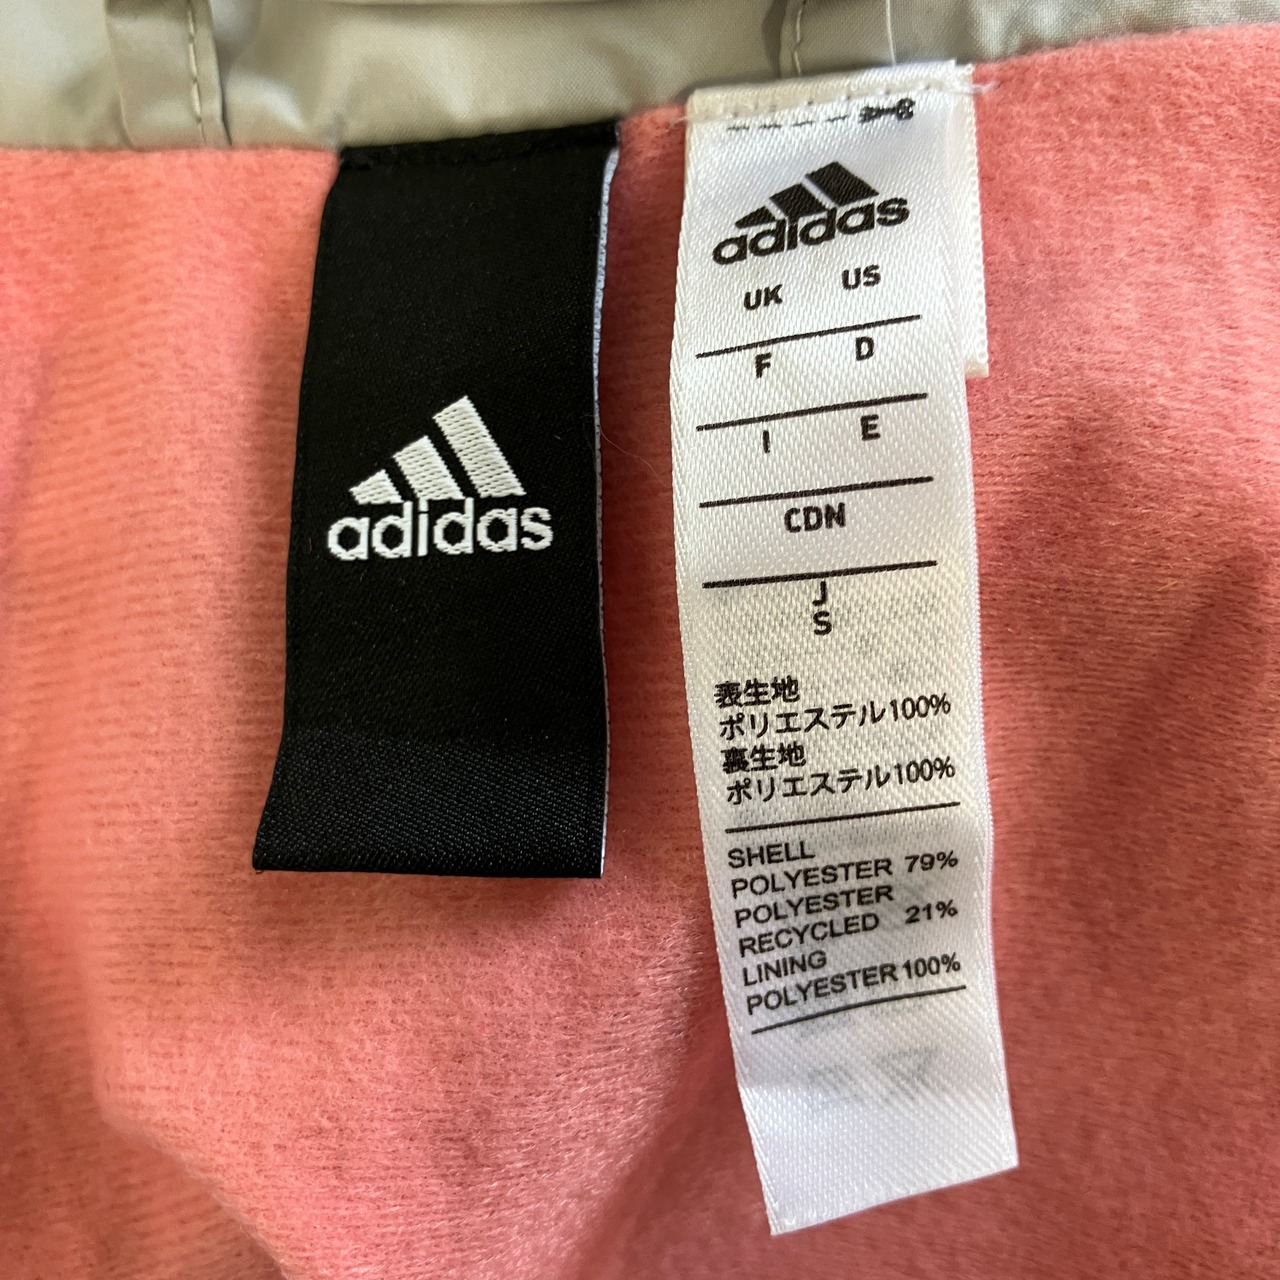 adidas
adidas
UK US
F D
I E
CDN
J
S
表生地
ポリエステル100%
裏生地
ポリエステル100%
SHELL
POLYESTER 79%
POLYESTER
RECYCLED 21%
LINING
POLYESTER 100%